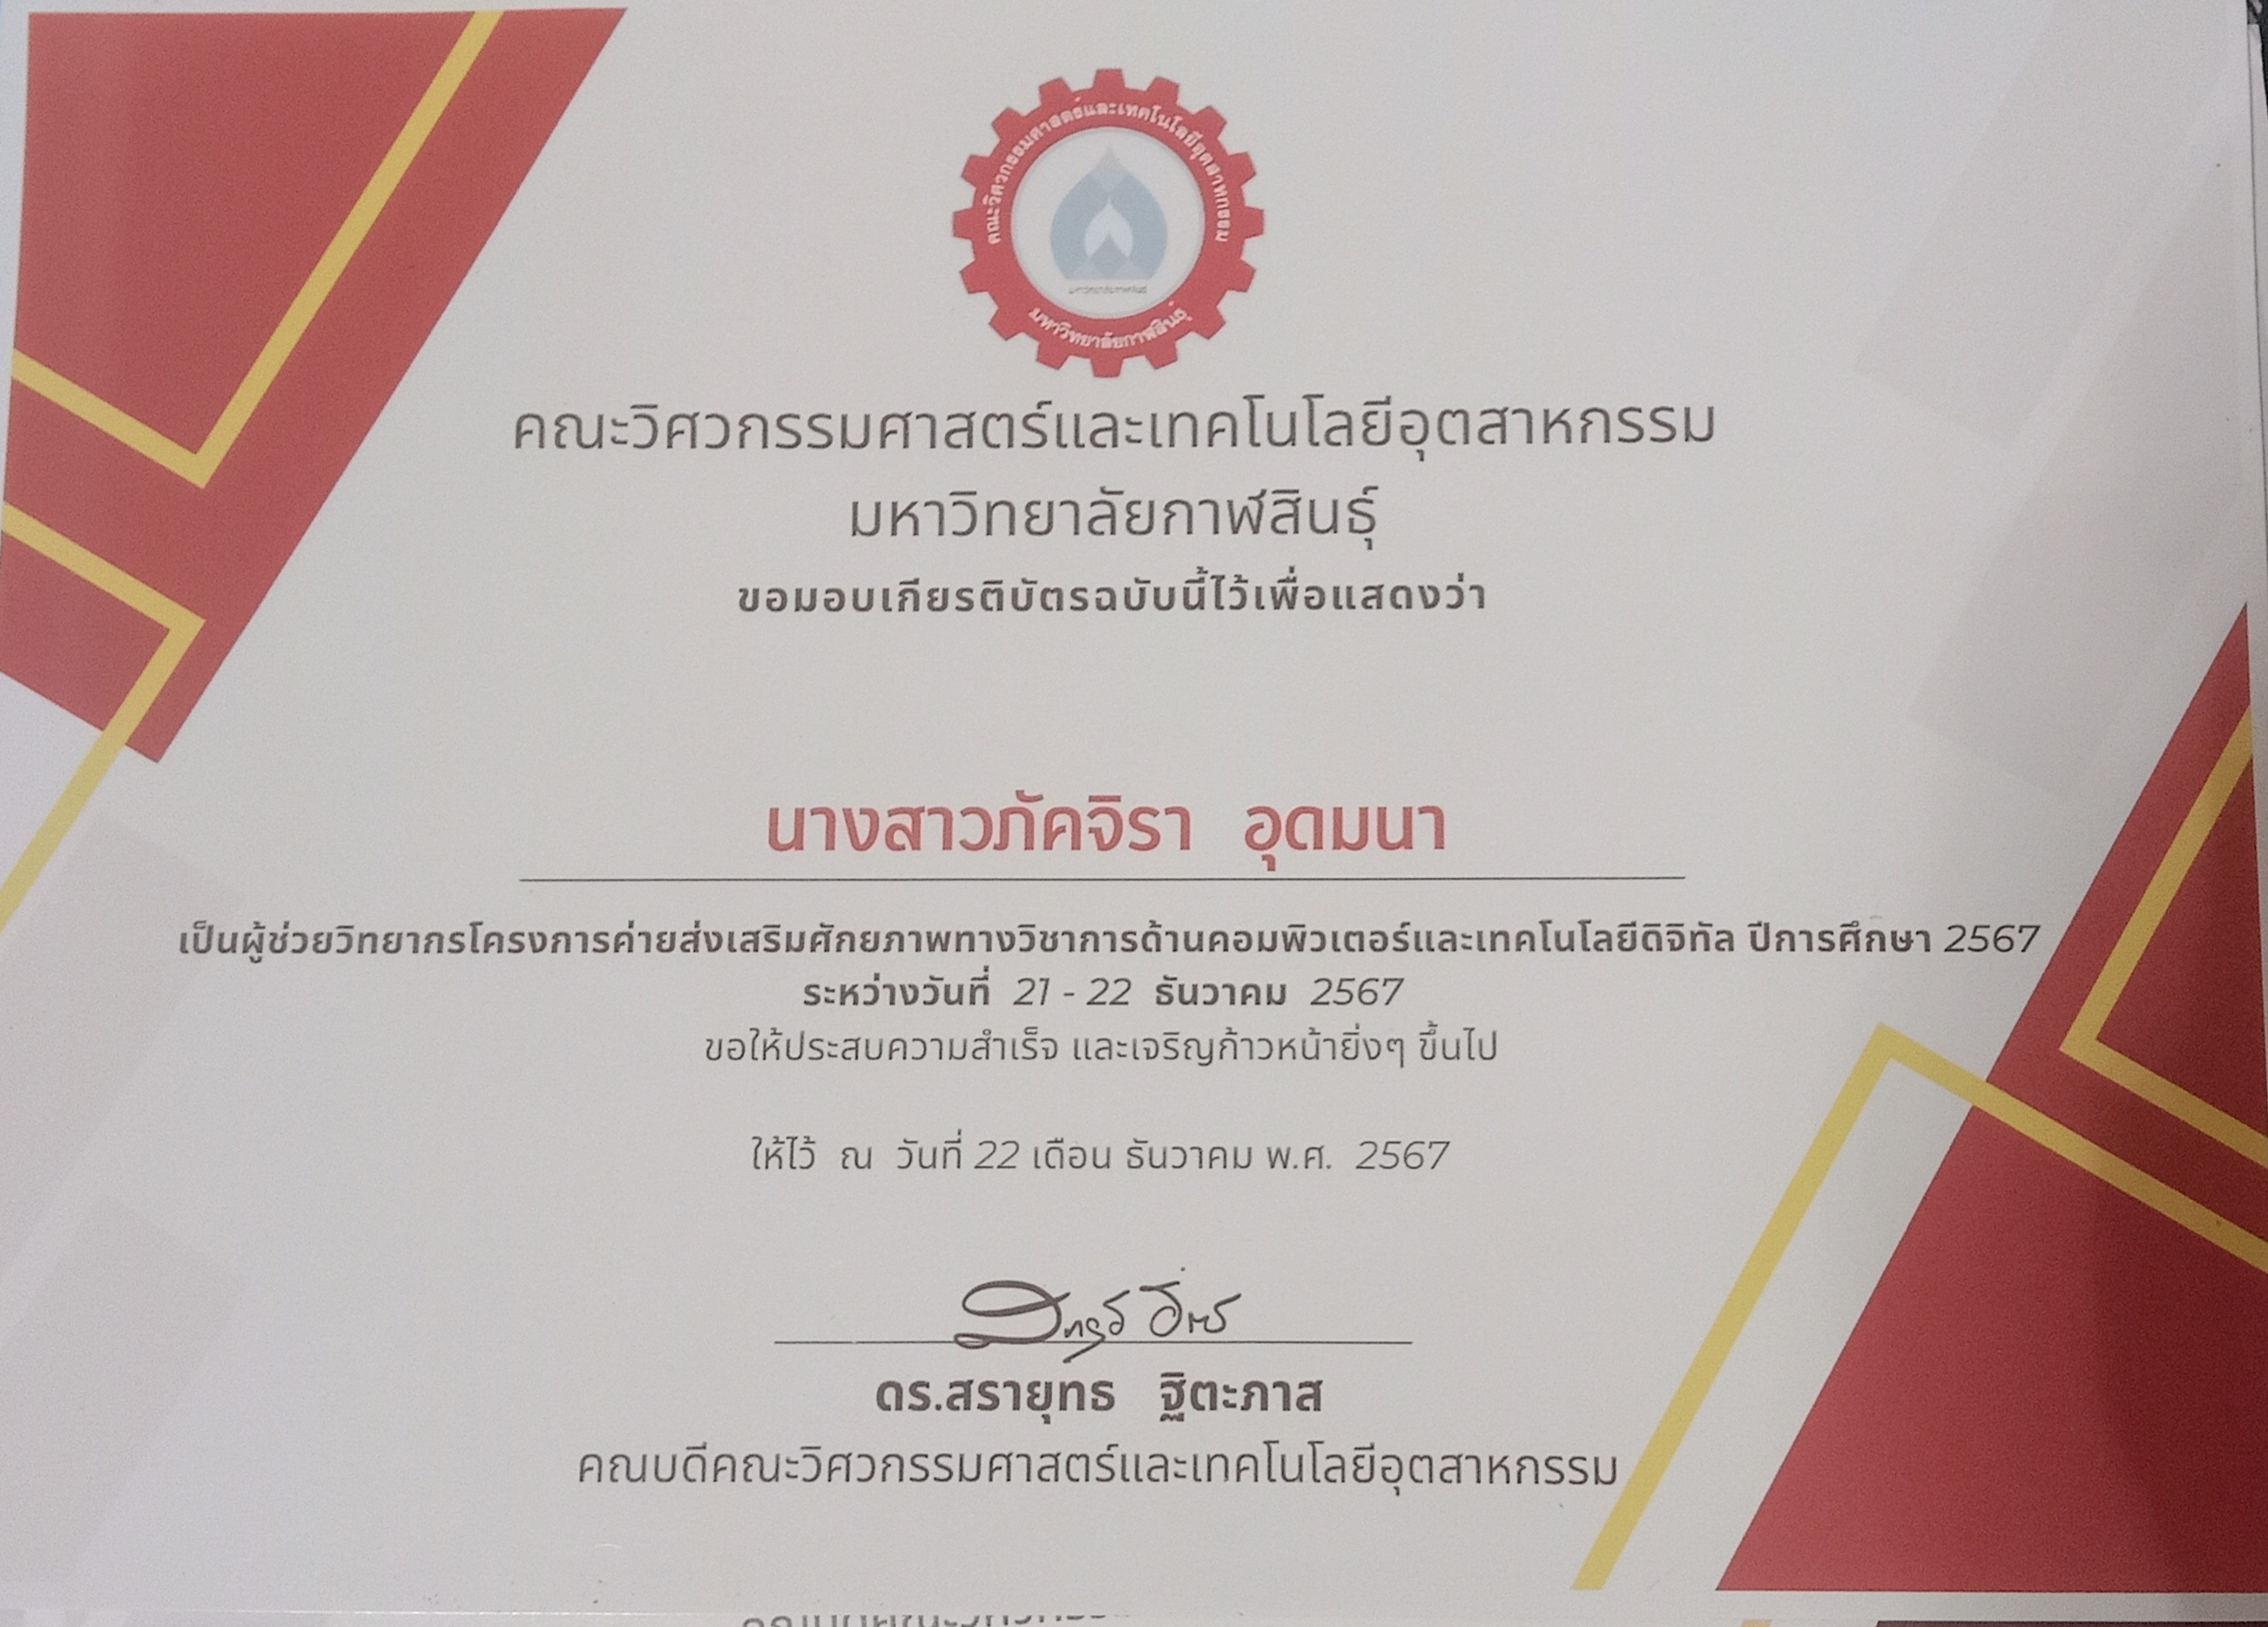 คณะวิศวกรรมศาสตร์และเทคโนโลยีอุตสาหกรรม
มหาวิทยาลัยกาฬสินธุ์
คณะวิศวกรรมศาสตร์และเทคโนโลยีอุตสาหกรรม
มหาวิทยาลัยกาฬสินธุ์
ขอมอบเกียรติบัตรฉบับนี้ไว้เพื่อแสดงว่า
นางสาวภัคจิรา อุดมนา
เป็นผู้ช่วยวิทยากรโครงการค่ายส่งเสริมศักยภาพทางวิชาการด้านคอมพิวเตอร์และเทคโนโลยีดิจิทัล ปีการศึกษา 2567
ระหว่างวันที่ 21 - 22 ธันวาคม 2567
ขอให้ประสบความสำเร็จ และเจริญก้าวหน้ายิ่งๆ ขึ้นไป
ให้ไว้ ณ วันที่ 22 เดือน ธันวาคม พ.ศ. 2567
ดร.สรายุทธ ฐิตะภาส
คณบดีคณะวิศวกรรมศาสตร์และเทคโนโลยีอุตสาหกรรม